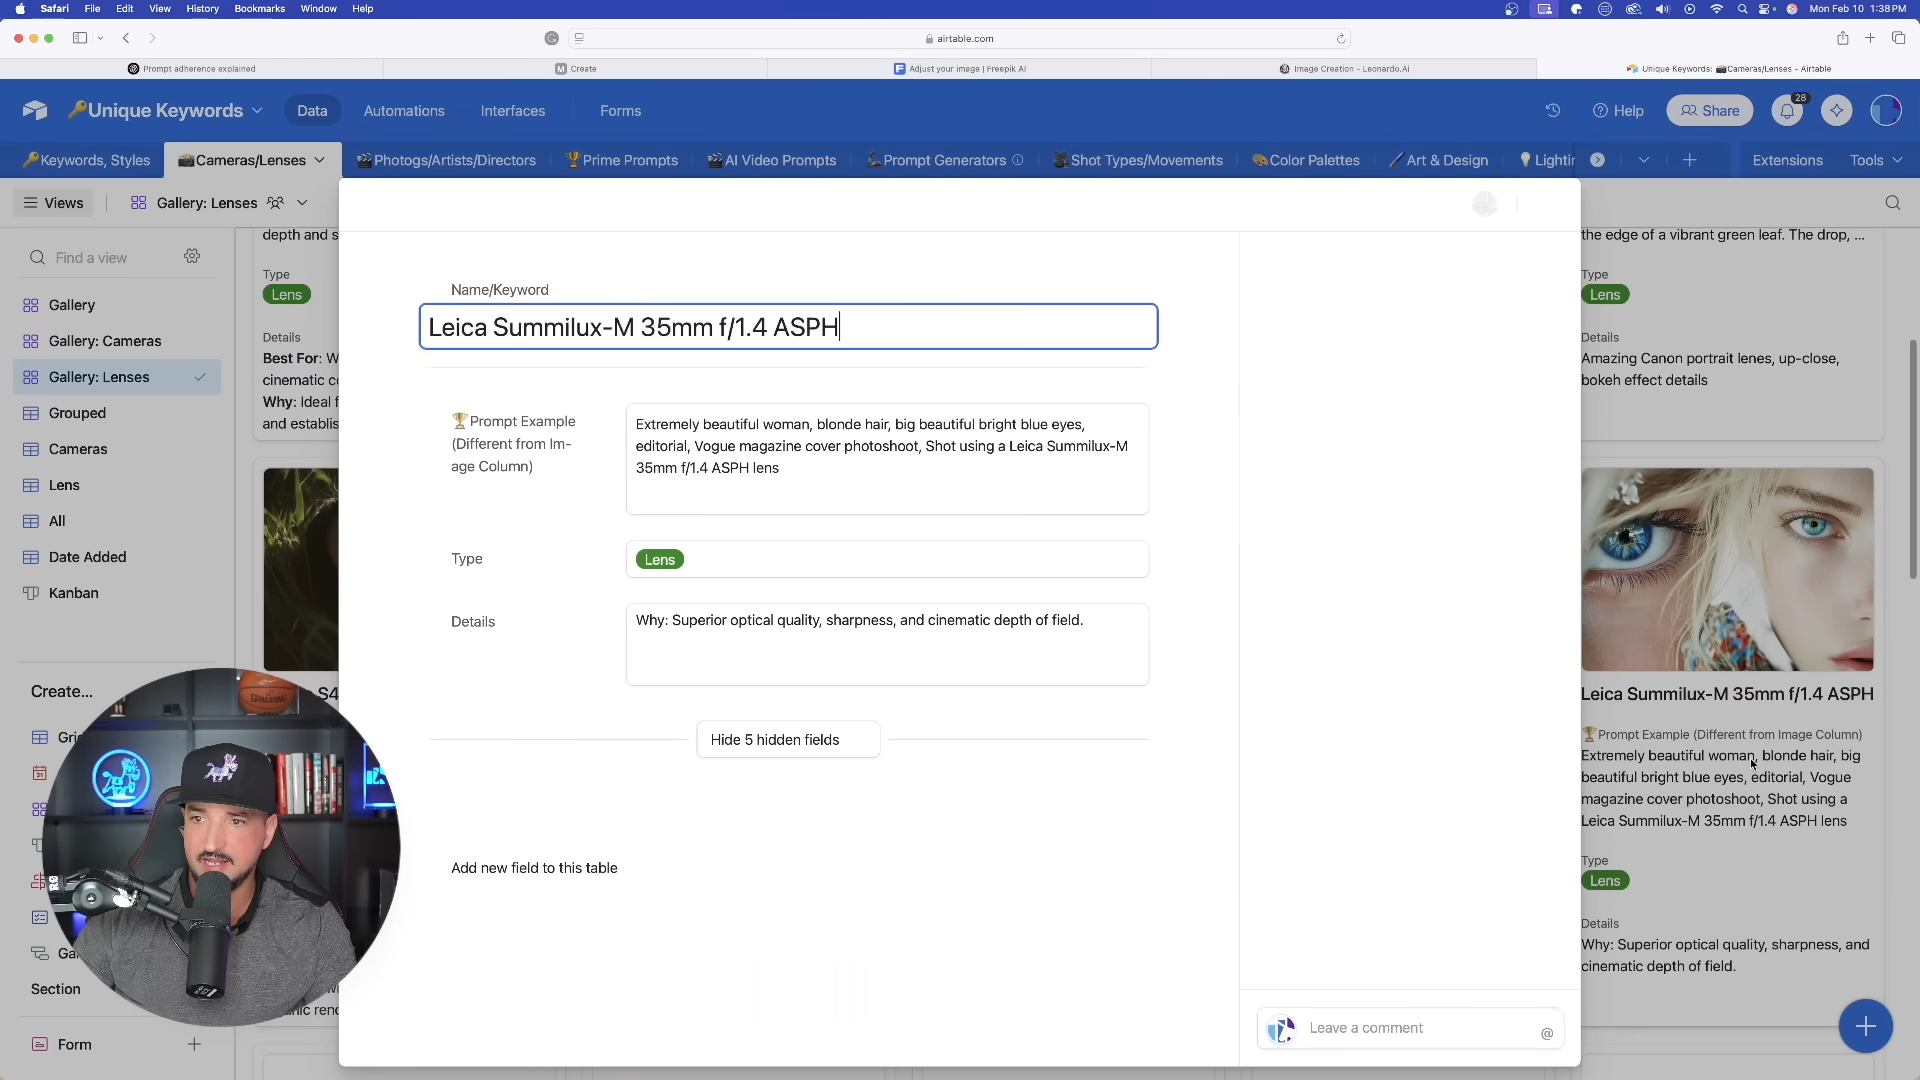 Safari File Edit View History Bookmarks Window Help
Mon Feb 10 1:38 PM
airtable.com
Prompt adherence explained
Create
Adjust your image | Freepik AI
Image Creation - Leonardo.Ai
Unique Keywords: 📸Cameras/Lenses - Airtable
🔑Unique Keywords
Data
Automations
Interfaces
Forms
Help
Share
28
🔑Keywords, Styles
📸Cameras/Lenses
🎬Photogs/Artists/Directors
🏆Prime Prompts
🎬AI Video Prompts
Prompt Generators
Shot Types/Movements
🎨Color Palettes
🖌️Art & Design
💡Lightin
Extensions
Tools
Views
Gallery: Lenses
Find a view
Gallery
Gallery: Cameras
Gallery: Lenses
Grouped
Cameras
Lens
All
Date Added
Kanban
Create...
Section
Form
depth and s
Type
Lens
Details
Best For: W
cinematic c
Why: Ideal f
and establis
S4
Name/Keyword
Leica Summilux-M 35mm f/1.4 ASPH
🏆Prompt Example
(Different from Im-
age Column)
Extremely beautiful woman, blonde hair, big beautiful bright blue eyes,
editorial, Vogue magazine cover photoshoot, Shot using a Leica Summilux-M
35mm f/1.4 ASPH lens
Type
Lens
Details
Why: Superior optical quality, sharpness, and cinematic depth of field.
Hide 5 hidden fields
Add new field to this table
Leave a comment
@
the edge of a vibrant green leaf. The drop, ...
Type
Lens
Details
Amazing Canon portrait lenses, up-close,
bokeh effect details
Leica Summilux-M 35mm f/1.4 ASPH
🏆Prompt Example (Different from Image Column)
Extremely beautiful woman, blonde hair, big
beautiful bright blue eyes, editorial, Vogue
magazine cover photoshoot, Shot using a
Leica Summilux-M 35mm f/1.4 ASPH lens
Type
Lens
Details
Why: Superior optical quality, sharpness, and
cinematic depth of field.
SPALDING